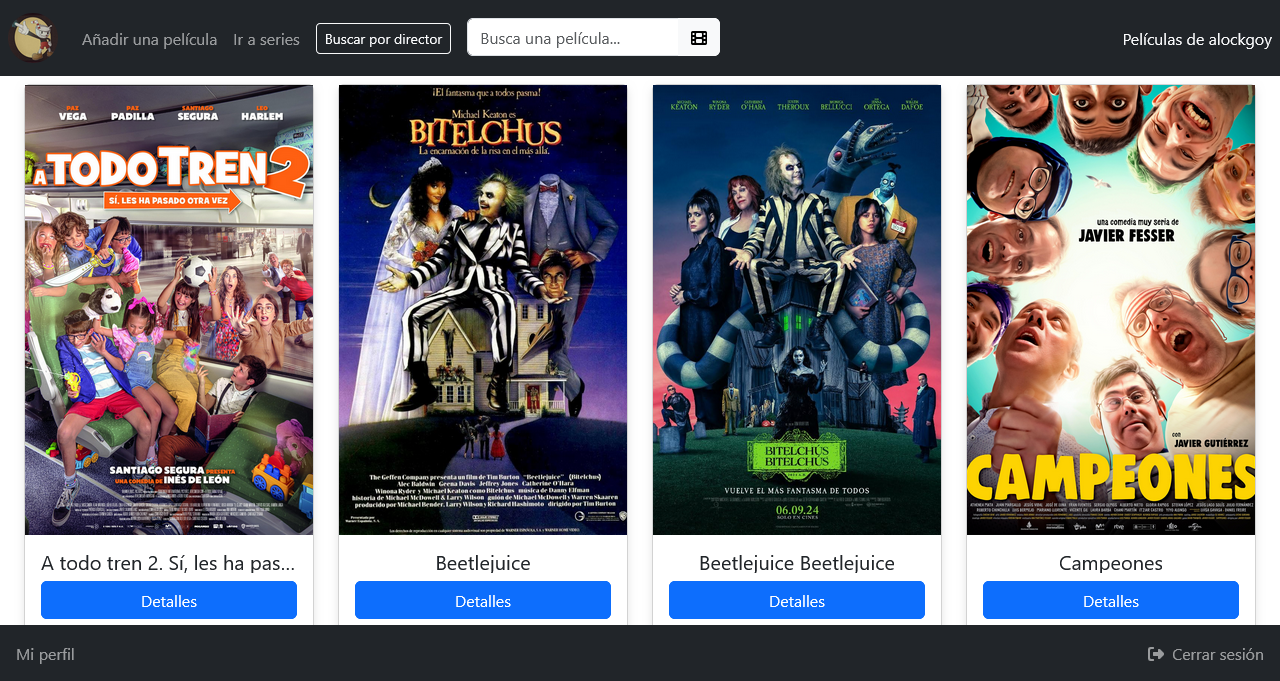 Añadir una película
Ir a series
Buscar por director
Busca una película...
Películas de alockgoy
PAZ VEGA
PAZ PADILLA
SANTIAGO SEGURA
LEO HARLEM
A TODO TREN 2
SÍ, LES HA PASADO OTRA VEZ
SANTIAGO SEGURA PRESENTA
UNA COMEDIA DE INÉS DE LEÓN
¡El fantasma que a todos pasma!
Michael Keaton es
BITELCHUS
La encarnación de la risa en el más allá.
The Geffen Company presenta un film de Tim Burton "Beetlejuice" (Bitelchus)
Alec Baldwin Geena Davis Jeffrey Jones Catherine O'Hara
Winona Ryder y Michael Keaton como Bitelchus música de Danny Elfman
historia de Michael McDowell & Larry Wilson guión de Michael McDowell y Warren Skaaren
producido por Michael Bender, Larry Wilson y Richard Hashimoto dirigido por Tim Burton
MICHAEL KEATON
WINONA RYDER
CATHERINE O'HARA
JUSTIN THEROUX
MONICA BELLUCCI
JENNA ORTEGA
WILLEM DAFOE
BITELCHUS
BITELCHUS
VUELVE EL MÁS FANTASMA DE TODOS
06.09.24
SOLO EN CINES
una comedia muy seria de
JAVIER FESSER
con
JAVIER GUTIÉRREZ
CAMPEONES
A todo tren 2. Sí, les ha pas...
Beetlejuice
Beetlejuice Beetlejuice
Campeones
Detalles
Detalles
Detalles
Detalles
Mi perfil
Cerrar sesión